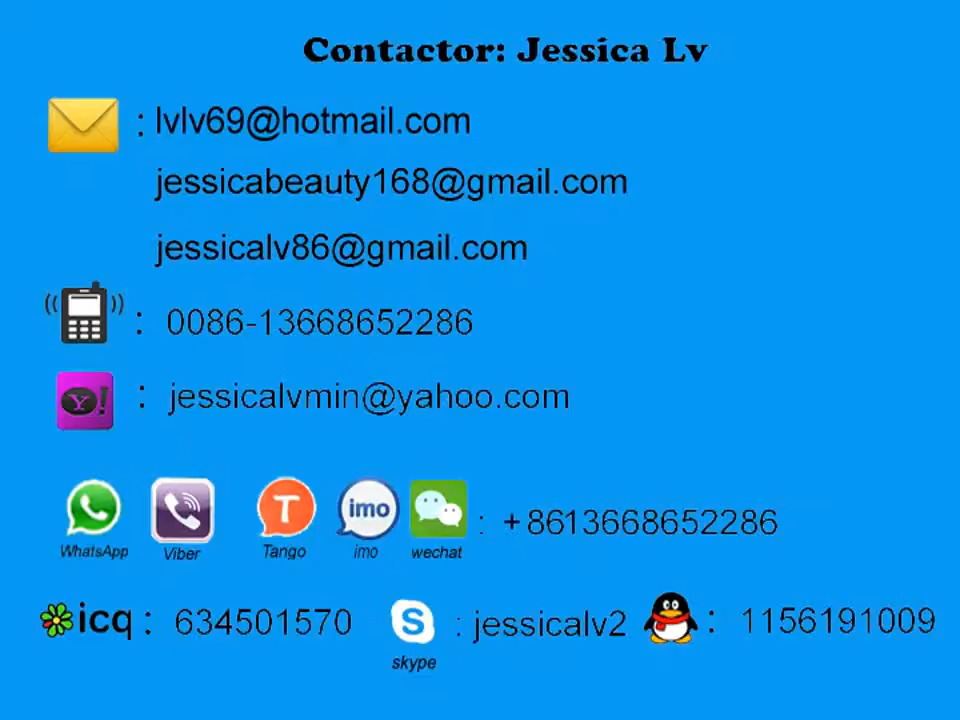 Contactor: Jessica Lv
: lvlv69@hotmail.com
jessicabeauty168@gmail.com
jessicalv86@gmail.com
: 0086-13668652286
Y! : jessicalvmin@yahoo.com
T imo : +8613668652286
WhatsApp Viber Tango imo wechat
icq : 634501570 S : jessicalv2 : 1156191009
skype